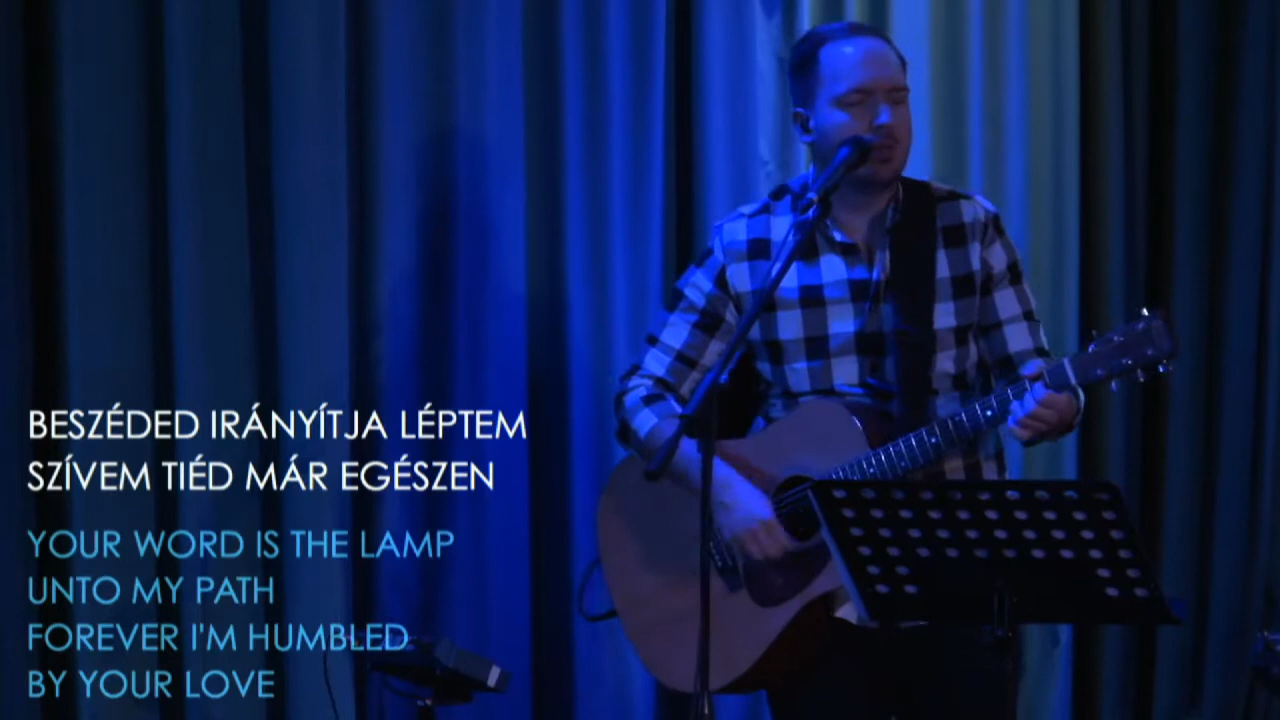 BESZÉDED IRÁNYÍTJA LÉPTEM
SZÍVEM TIÉD MÁR EGÉSZEN
YOUR WORD IS THE LAMP
UNTO MY PATH
FOREVER I'M HUMBLED
BY YOUR LOVE